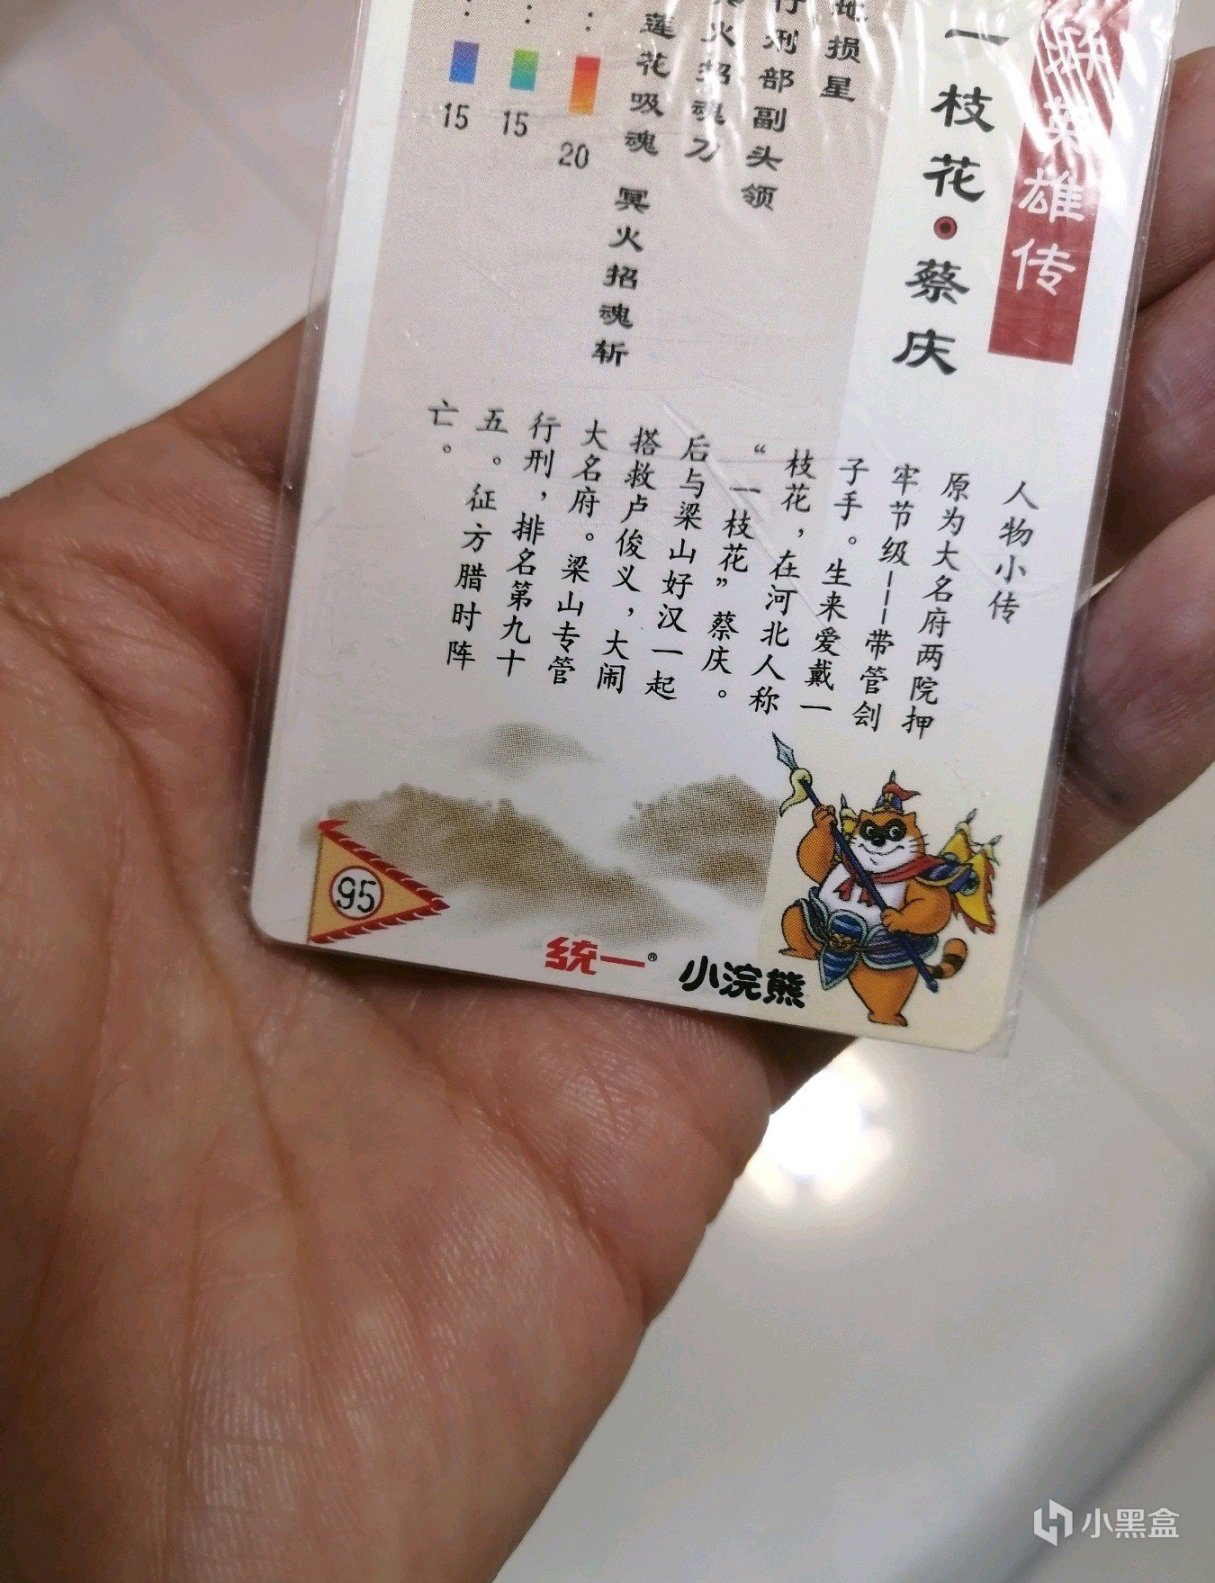 英雄传
一枝花·蔡庆
损星
行刑部副头领
火招魂刀
莲花吸魂 冥火招魂斩
：20
：15
：15
人物小传
原为大名府两院押
牢节级——带管刽
子手。生来爱戴一
枝花，在河北人称
“一枝花”蔡庆。
后与梁山好汉一起
搭救卢俊义，大闹
大名府。梁山专管
行刑，排名第九十
五。征方腊时阵
亡。
95
统一®
小浣熊
小黑盒